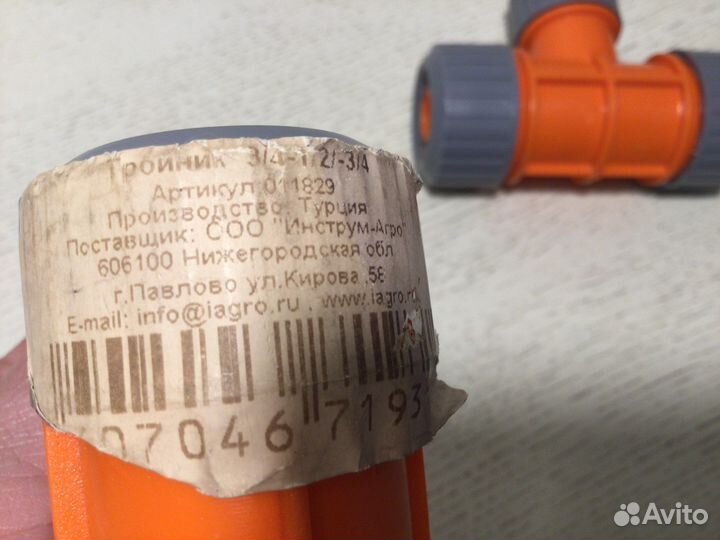 Тройник 3/4-1/2/-3/4
Артикул 011829
Производство Турция
Поставщик: ООО "Инструм-Агро"
606100 Нижегородская обл
г.Павлово ул.Кирова ,58
E-mail: info@iagro.ru . www.iagro.ru
07046 7193
Avito